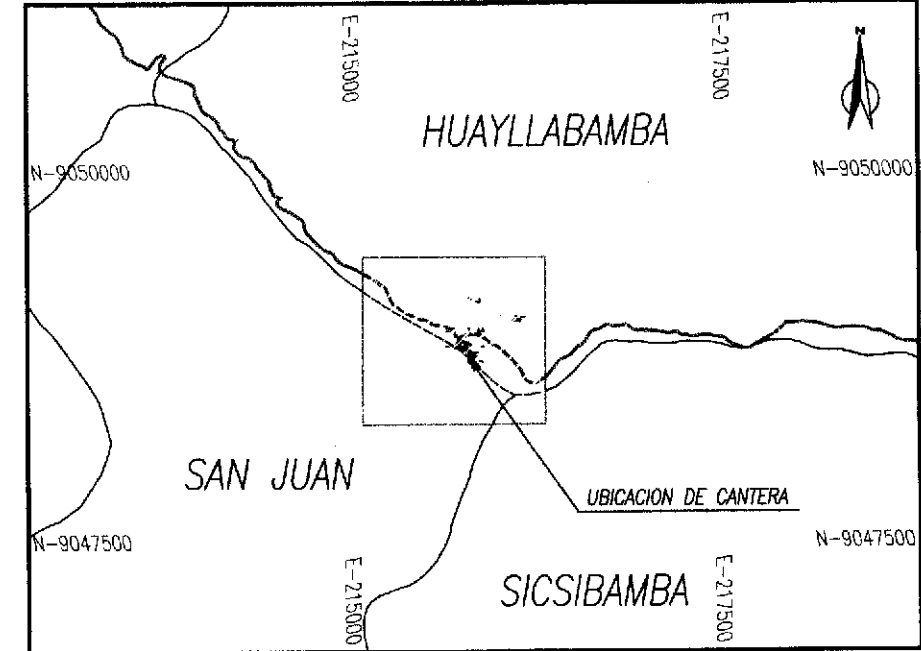 E-215000
E-217500
N
HUAYLLABAMBA
N-9050000
N-9050000
SAN JUAN
UBICACION DE CANTERA
N-9047500
N-9047500
E-215000
E-217500
SICSIBAMBA